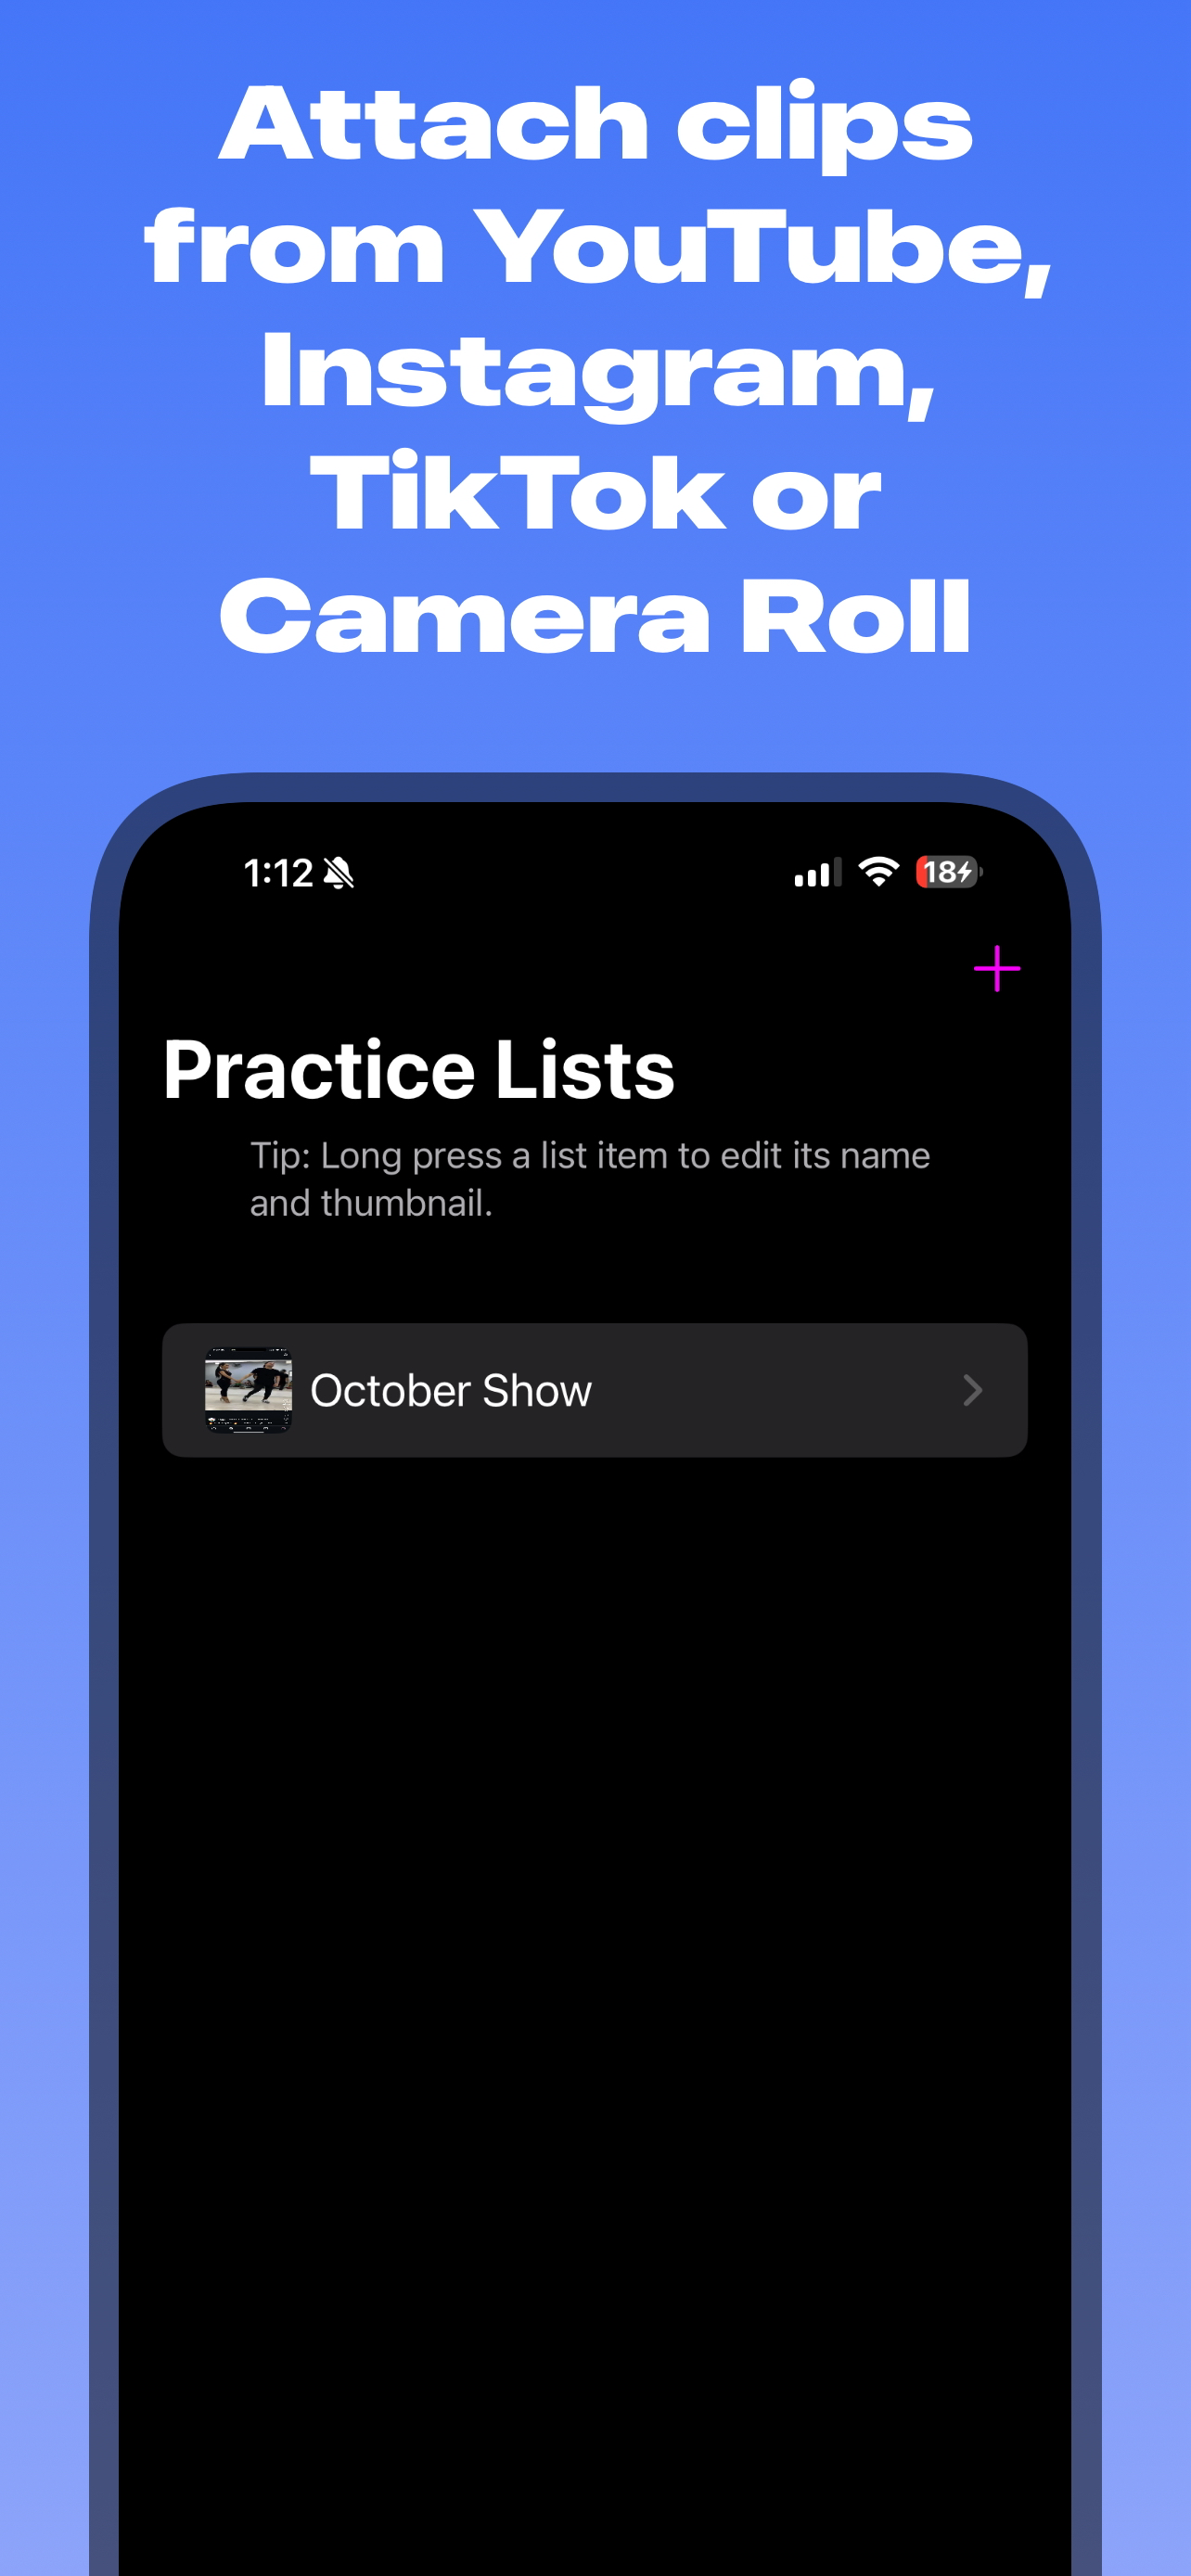 Attach clips
from YouTube,
Instagram,
TikTok or
Camera Roll
1:12
18
Practice Lists
Tip: Long press a list item to edit its name
and thumbnail.
October Show